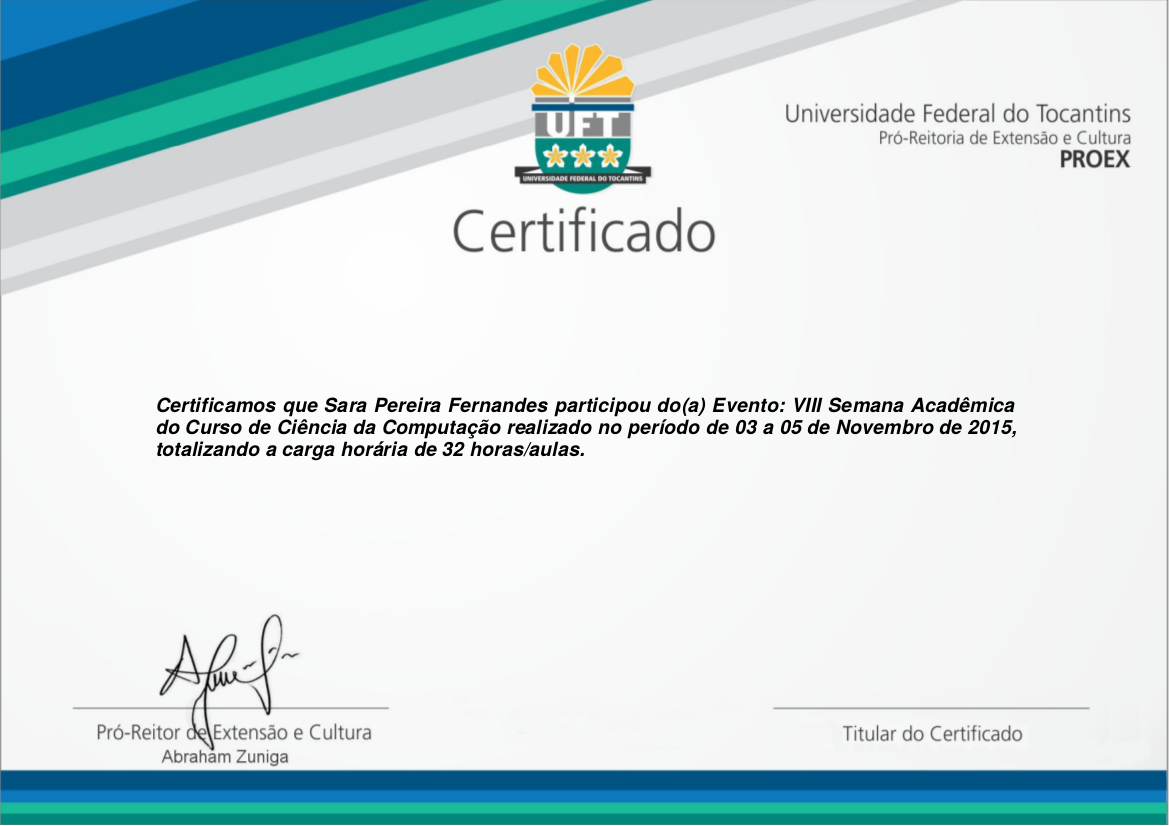 UFT
UNIVERSIDADE FEDERAL DO TOCANTINS
Universidade Federal do Tocantins
Pró-Reitoria de Extensão e Cultura
PROEX
Certificado
Certificamos que Sara Pereira Fernandes participou do(a) Evento: VIII Semana Acadêmica
do Curso de Ciência da Computação realizado no período de 03 a 05 de Novembro de 2015,
totalizando a carga horária de 32 horas/aulas.
Pró-Reitor de Extensão e Cultura
Abraham Zuniga
Titular do Certificado